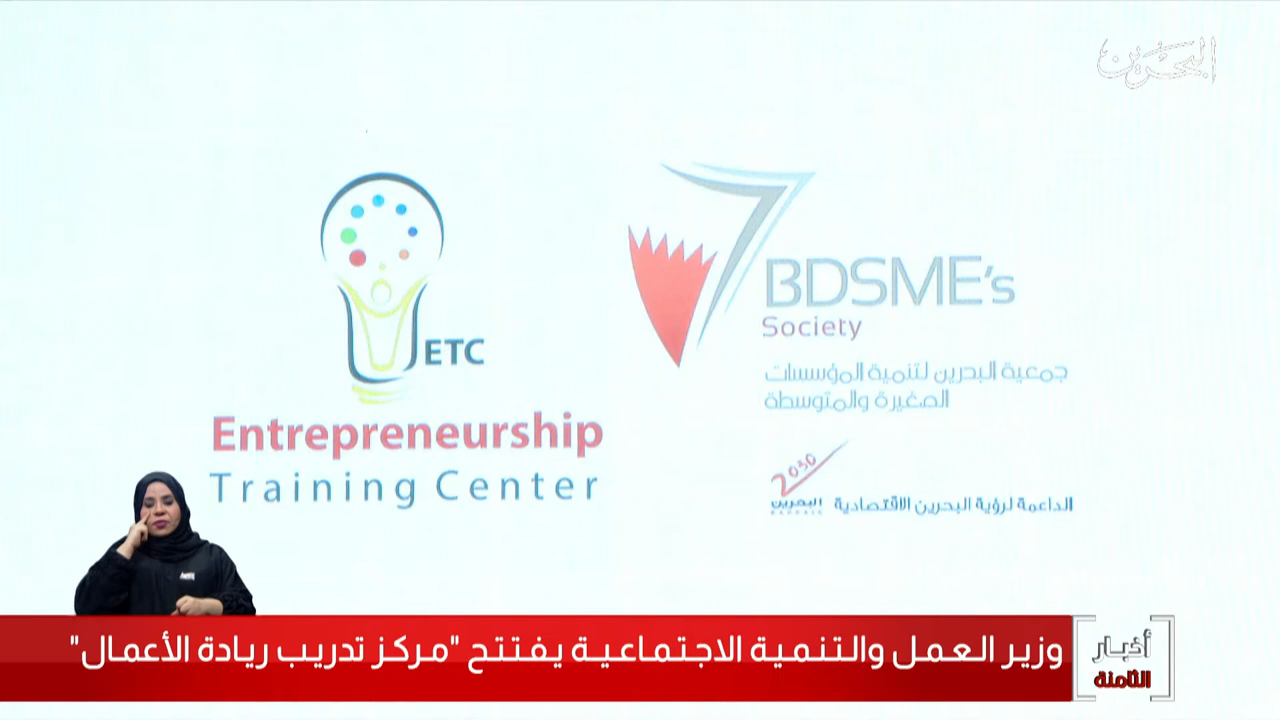 البحرين
ETC
Entrepreneurship
Training Center
BDSME's
Society
جمعية البحرين لتنمية المؤسسات
الصغيرة والمتوسطة
2030
البحرين
BAHRAIN
الداعمة لرؤية البحرين الاقتصادية
أخبار
الثامنة
وزير العمل والتنمية الاجتماعية يفتتح "مركز تدريب ريادة الأعمال"